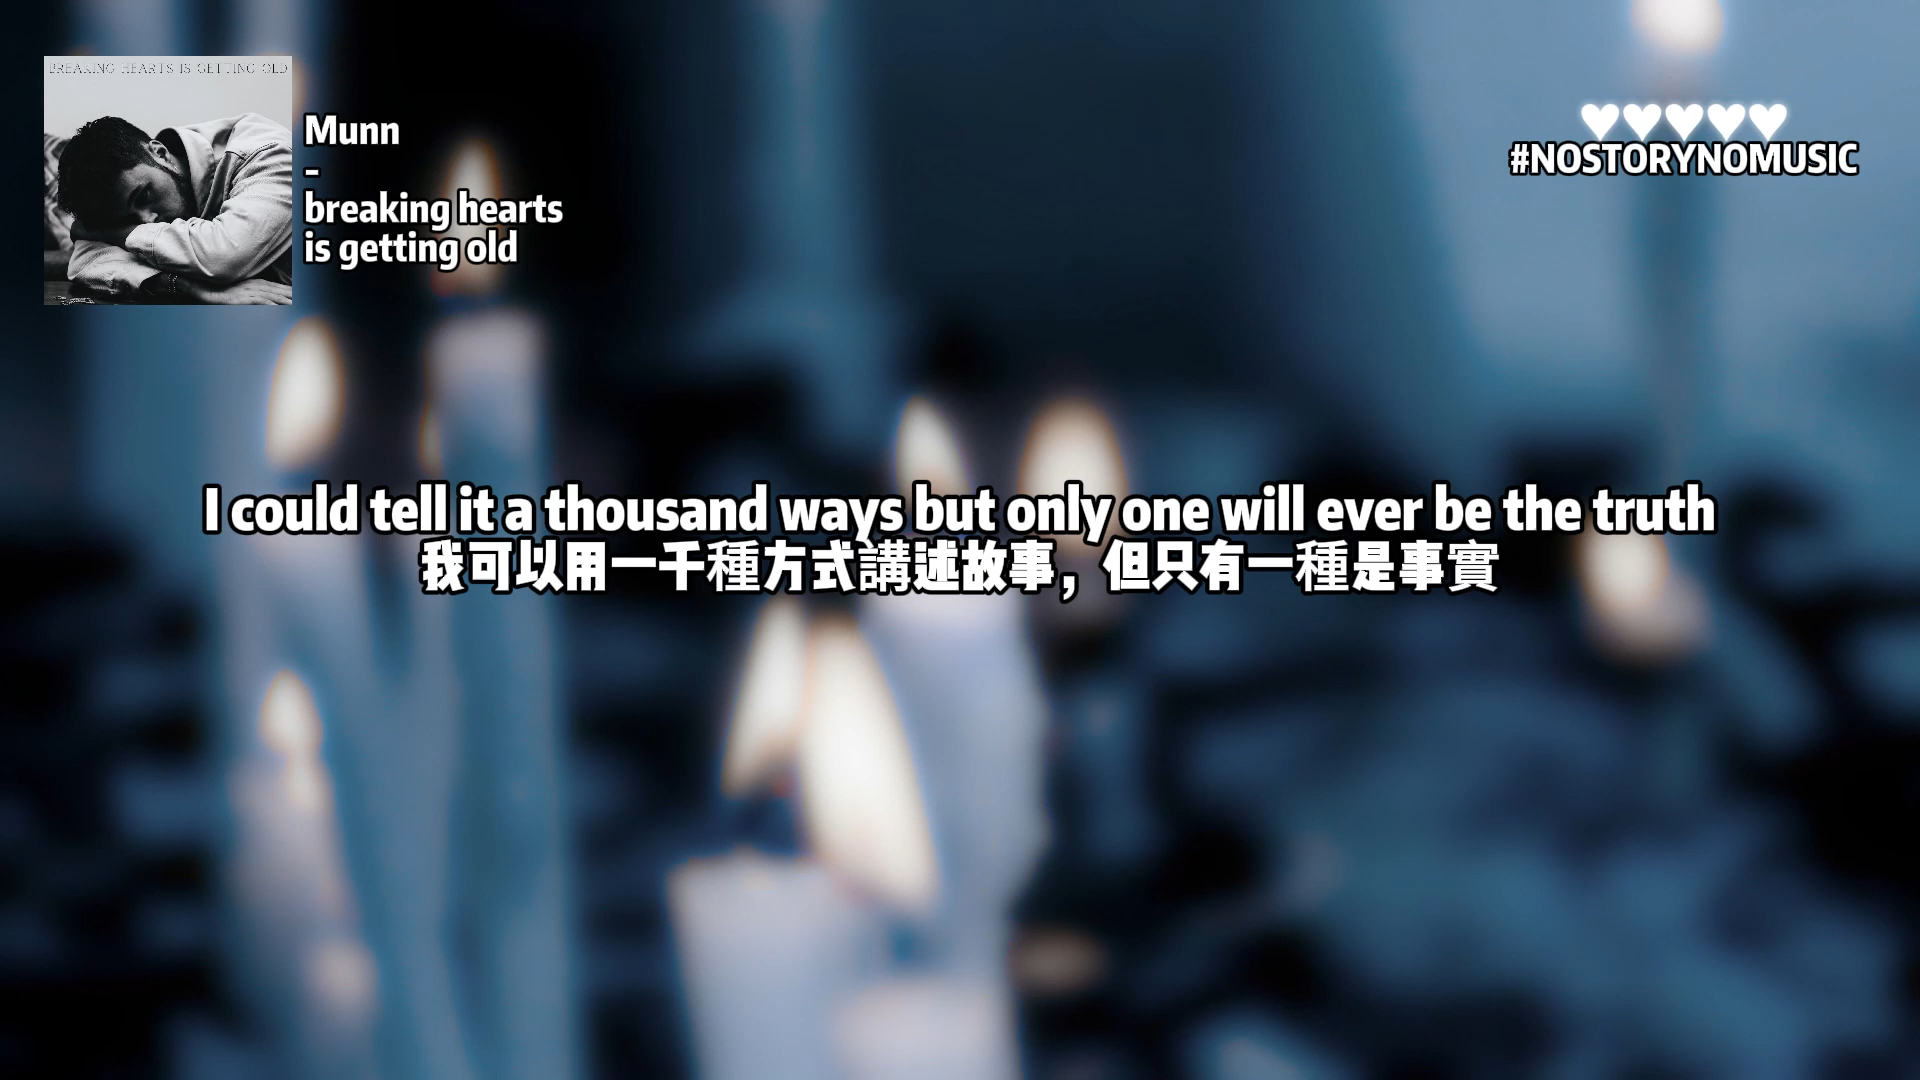 BREAKING HEARTS IS GETTING OLD
Munn
-
breaking hearts
is getting old
♥♥♥♥♥
#NOSTORYNOMUSIC
I could tell it a thousand ways but only one will ever be the truth
我可以用一千種方式講述故事，但只有一種是事實